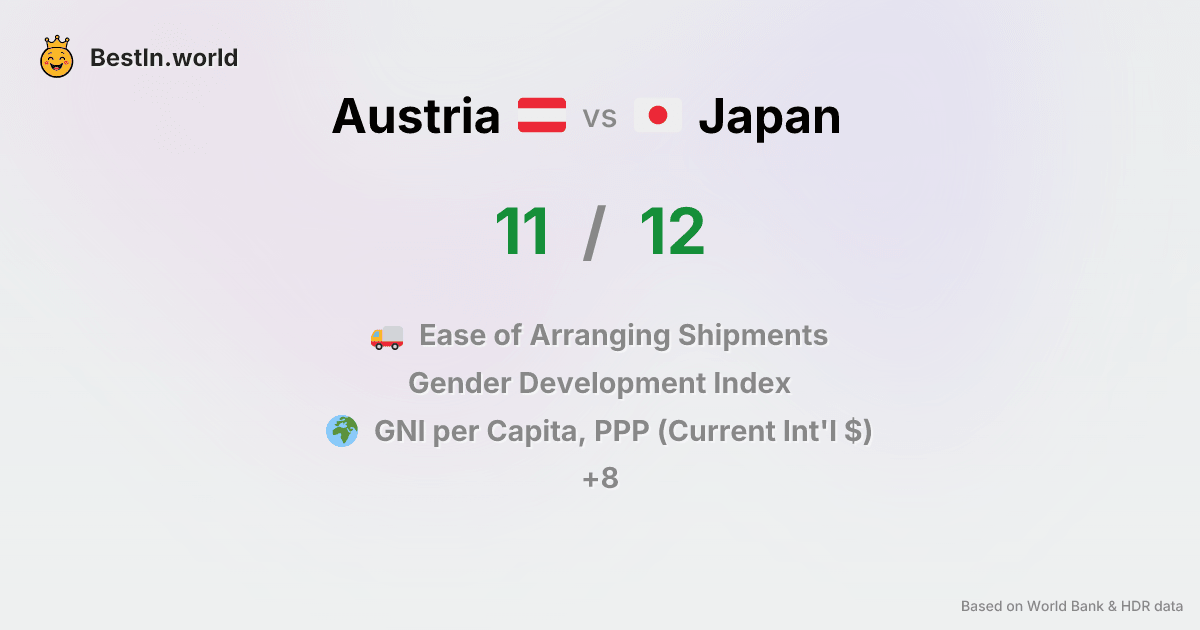 BestIn.world
Austria vs Japan
11 / 12
Ease of Arranging Shipments
Gender Development Index
GNI per Capita, PPP (Current Int'l $)
+8
Based on World Bank & HDR data